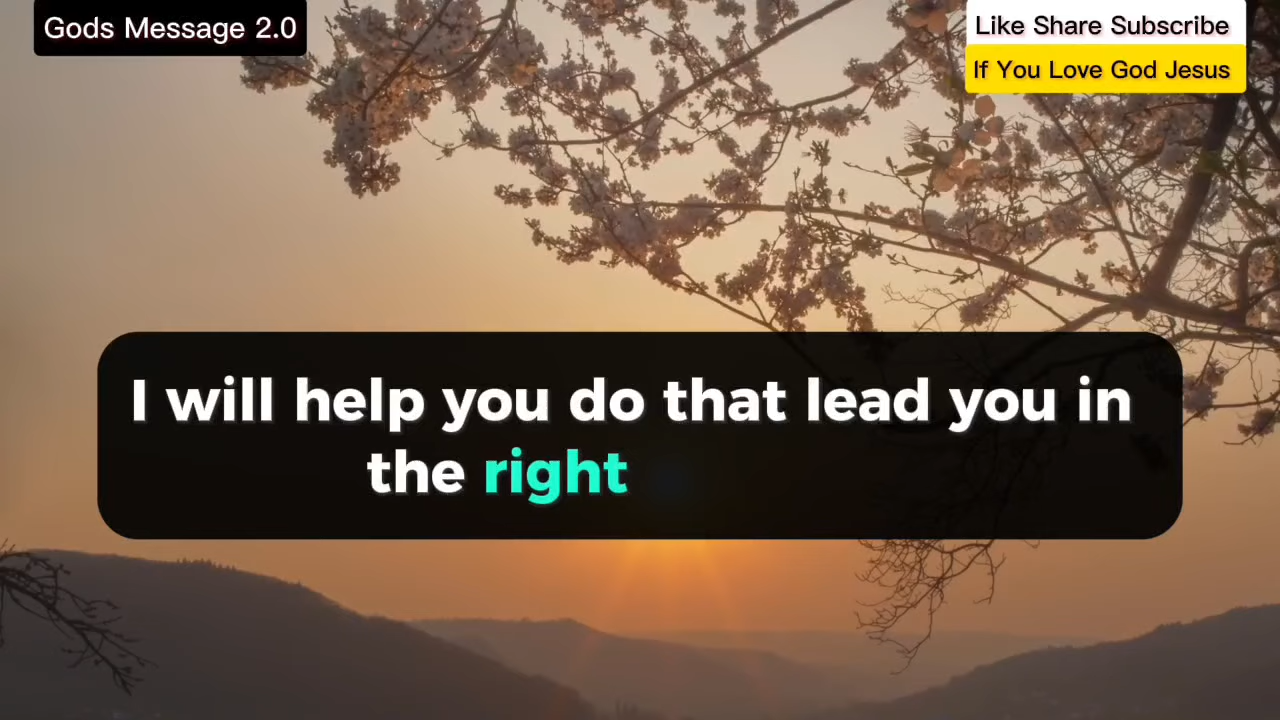 Gods Message 2.0
Like Share Subscribe
If You Love God Jesus
I will help you do that lead you in
the right